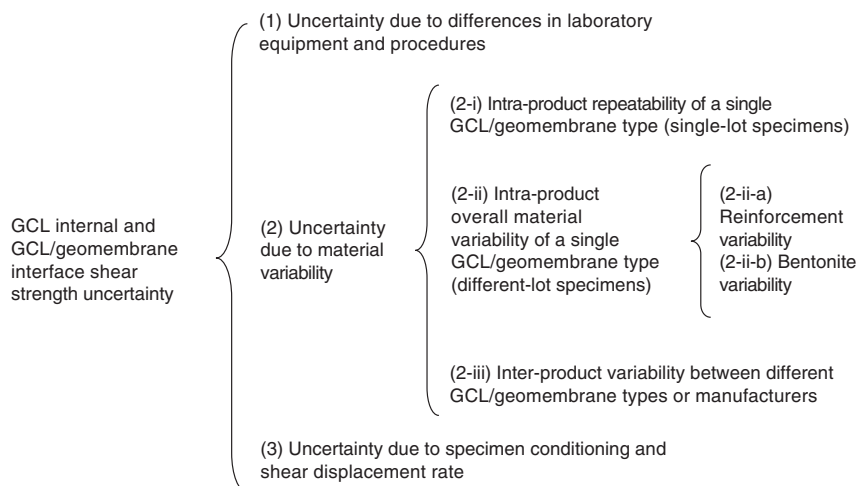 (1) Uncertainty due to differences in laboratory
equipment and procedures
(2-i) Intra-product repeatability of a single
GCL/geomembrane type (single-lot specimens)
GCL internal and
GCL/geomembrane
interface shear
strength uncertainty
(2) Uncertainty
due to material
variability
(2-ii) Intra-product
overall material
variability of a single
GCL/geomembrane type
(different-lot specimens)
(2-ii-a)
Reinforcement
variability
(2-ii-b) Bentonite
variability
(2-iii) Inter-product variability between different
GCL/geomembrane types or manufacturers
(3) Uncertainty due to specimen conditioning and
shear displacement rate